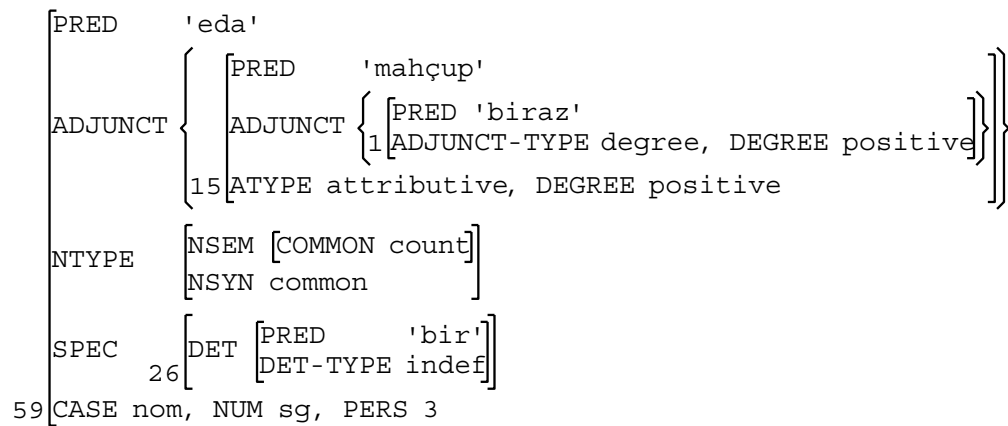 PRED 'eda'
PRED 'mahçup'
ADJUNCT ADJUNCT PRED 'biraz'
1 ADJUNCT-TYPE degree, DEGREE positive
15 ATYPE attributive, DEGREE positive
NTYPE NSEM COMMON count
NSYN common
SPEC DET PRED 'bir'
26 DET-TYPE indef
59 CASE nom, NUM sg, PERS 3